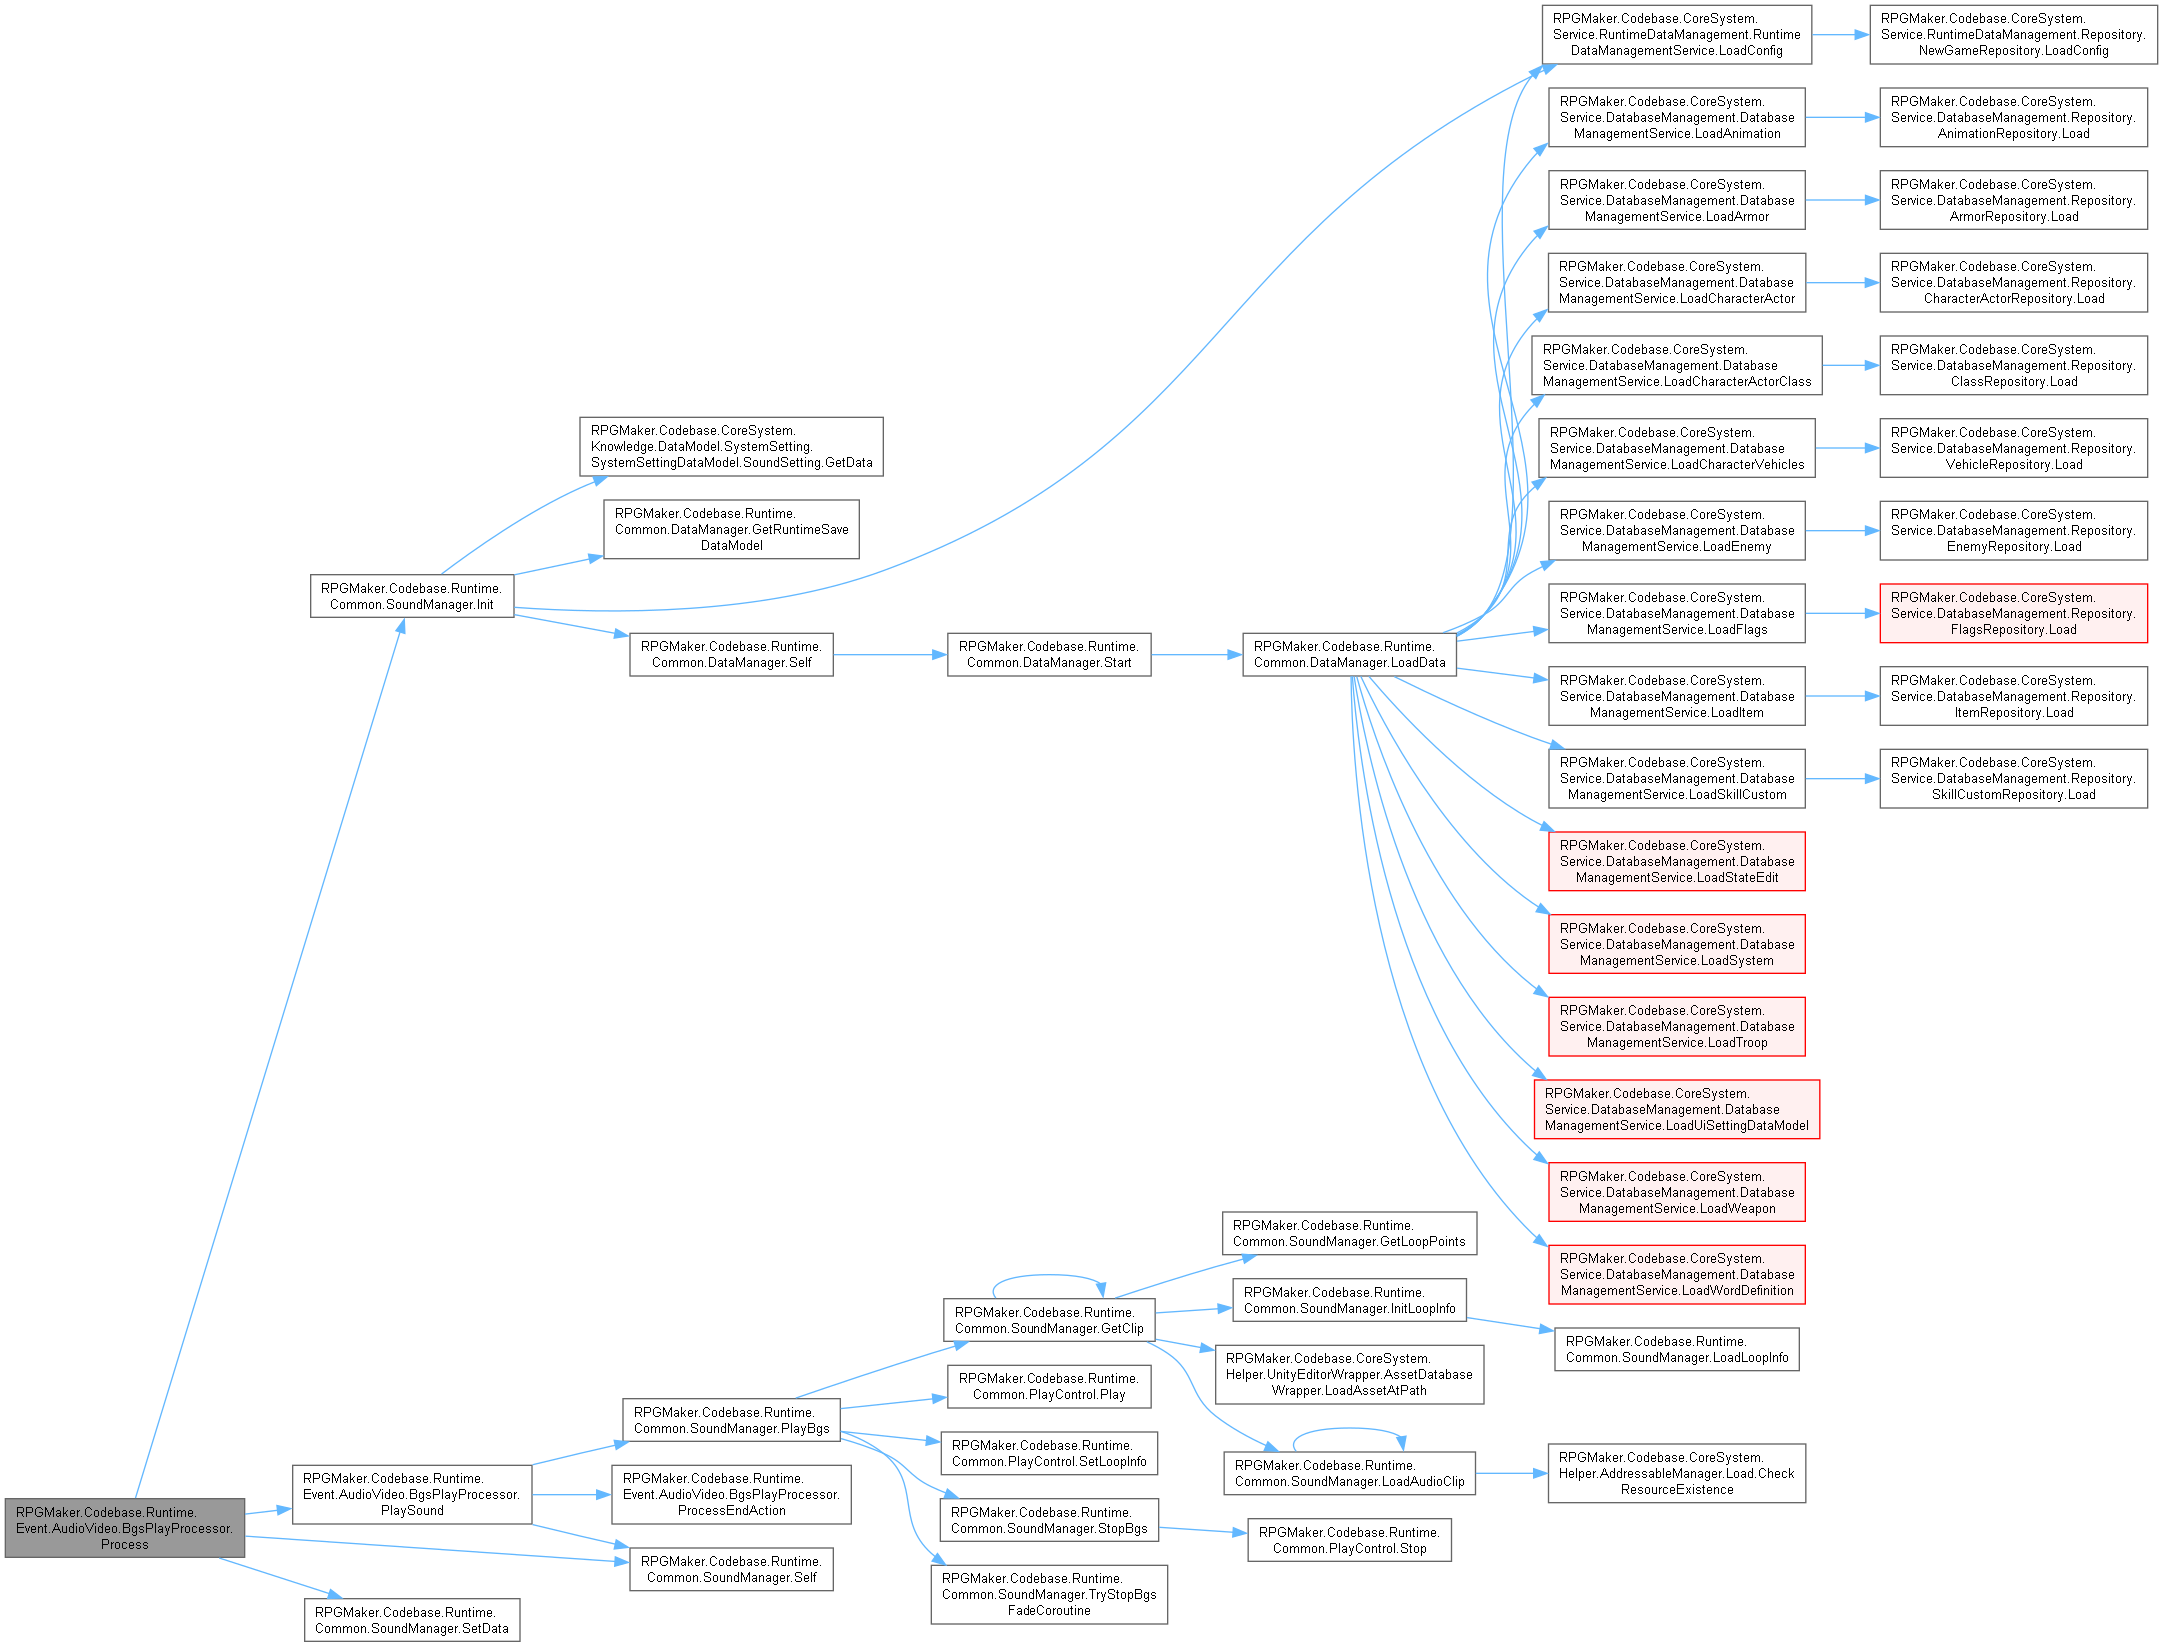 RPGMaker.Codebase.Runtime.
Event.AudioVideo.BgsPlayProcessor.
Process
RPGMaker.Codebase.Runtime.
Common.SoundManager.Init
RPGMaker.Codebase.CoreSystem.
Knowledge.DataModel.SystemSetting.
SystemSettingDataModel.SoundSetting.GetData
RPGMaker.Codebase.Runtime.
Common.DataManager.GetRuntimeSave
DataModel
RPGMaker.Codebase.CoreSystem.
Service.RuntimeDataManagement.Runtime
DataManagementService.LoadConfig
RPGMaker.Codebase.CoreSystem.
Service.RuntimeDataManagement.Repository.
NewGameRepository.LoadConfig
RPGMaker.Codebase.Runtime.
Common.DataManager.Self
RPGMaker.Codebase.Runtime.
Common.DataManager.Start
RPGMaker.Codebase.Runtime.
Common.DataManager.LoadData
RPGMaker.Codebase.CoreSystem.
Service.DatabaseManagement.Database
ManagementService.LoadAnimation
RPGMaker.Codebase.CoreSystem.
Service.DatabaseManagement.Repository.
AnimationRepository.Load
RPGMaker.Codebase.CoreSystem.
Service.DatabaseManagement.Database
ManagementService.LoadArmor
RPGMaker.Codebase.CoreSystem.
Service.DatabaseManagement.Repository.
ArmorRepository.Load
RPGMaker.Codebase.CoreSystem.
Service.DatabaseManagement.Database
ManagementService.LoadCharacterActor
RPGMaker.Codebase.CoreSystem.
Service.DatabaseManagement.Repository.
CharacterActorRepository.Load
RPGMaker.Codebase.CoreSystem.
Service.DatabaseManagement.Database
ManagementService.LoadCharacterActorClass
RPGMaker.Codebase.CoreSystem.
Service.DatabaseManagement.Repository.
ClassRepository.Load
RPGMaker.Codebase.CoreSystem.
Service.DatabaseManagement.Database
ManagementService.LoadCharacterVehicles
RPGMaker.Codebase.CoreSystem.
Service.DatabaseManagement.Repository.
VehicleRepository.Load
RPGMaker.Codebase.CoreSystem.
Service.DatabaseManagement.Database
ManagementService.LoadEnemy
RPGMaker.Codebase.CoreSystem.
Service.DatabaseManagement.Repository.
EnemyRepository.Load
RPGMaker.Codebase.CoreSystem.
Service.DatabaseManagement.Database
ManagementService.LoadFlags
RPGMaker.Codebase.CoreSystem.
Service.DatabaseManagement.Repository.
FlagsRepository.Load
RPGMaker.Codebase.CoreSystem.
Service.DatabaseManagement.Database
ManagementService.LoadItem
RPGMaker.Codebase.CoreSystem.
Service.DatabaseManagement.Repository.
ItemRepository.Load
RPGMaker.Codebase.CoreSystem.
Service.DatabaseManagement.Database
ManagementService.LoadSkillCustom
RPGMaker.Codebase.CoreSystem.
Service.DatabaseManagement.Repository.
SkillCustomRepository.Load
RPGMaker.Codebase.CoreSystem.
Service.DatabaseManagement.Database
ManagementService.LoadStateEdit
RPGMaker.Codebase.CoreSystem.
Service.DatabaseManagement.Database
ManagementService.LoadSystem
RPGMaker.Codebase.CoreSystem.
Service.DatabaseManagement.Database
ManagementService.LoadTroop
RPGMaker.Codebase.CoreSystem.
Service.DatabaseManagement.Database
ManagementService.LoadUiSettingDataModel
RPGMaker.Codebase.CoreSystem.
Service.DatabaseManagement.Database
ManagementService.LoadWeapon
RPGMaker.Codebase.CoreSystem.
Service.DatabaseManagement.Database
ManagementService.LoadWordDefinition
RPGMaker.Codebase.Runtime.
Event.AudioVideo.BgsPlayProcessor.
PlaySound
RPGMaker.Codebase.Runtime.
Common.SoundManager.PlayBgs
RPGMaker.Codebase.Runtime.
Common.SoundManager.GetClip
RPGMaker.Codebase.Runtime.
Common.SoundManager.GetLoopPoints
RPGMaker.Codebase.Runtime.
Common.SoundManager.InitLoopInfo
RPGMaker.Codebase.Runtime.
Common.SoundManager.LoadLoopInfo
RPGMaker.Codebase.CoreSystem.
Helper.UnityEditorWrapper.AssetDatabase
Wrapper.LoadAssetAtPath
RPGMaker.Codebase.Runtime.
Common.SoundManager.LoadAudioClip
RPGMaker.Codebase.CoreSystem.
Helper.AddressableManager.Load.Check
ResourceExistence
RPGMaker.Codebase.Runtime.
Common.PlayControl.Play
RPGMaker.Codebase.Runtime.
Common.PlayControl.SetLoopInfo
RPGMaker.Codebase.Runtime.
Common.SoundManager.StopBgs
RPGMaker.Codebase.Runtime.
Common.PlayControl.Stop
RPGMaker.Codebase.Runtime.
Common.SoundManager.TryStopBgs
FadeCoroutine
RPGMaker.Codebase.Runtime.
Event.AudioVideo.BgsPlayProcessor.
ProcessEndAction
RPGMaker.Codebase.Runtime.
Common.SoundManager.Self
RPGMaker.Codebase.Runtime.
Common.SoundManager.SetData